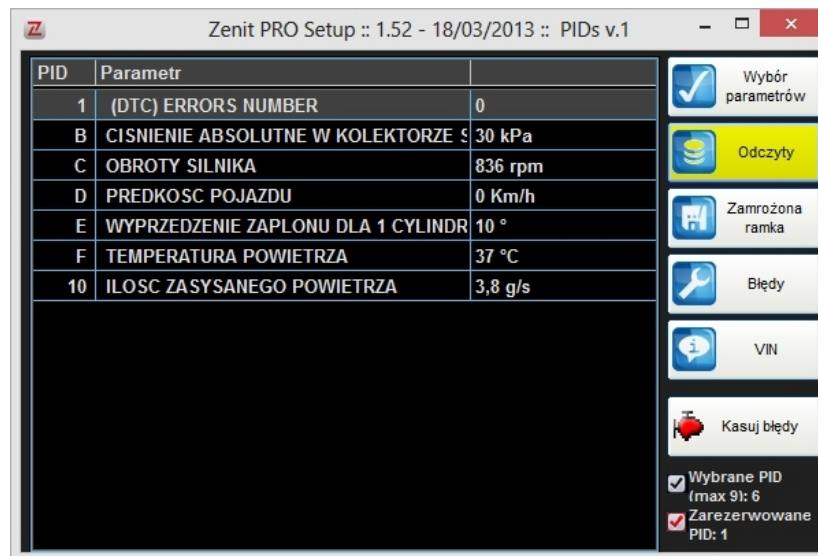 Zenit PRO Setup :: 1.52 - 18/03/2013 :: PIDs v.1
PID Parametr
1 (DTC) ERRORS NUMBER 0
B CISNIENIE ABSOLUTNE W KOLEKTORZE S 30 kPa
C OBROTY SILNIKA 836 rpm
D PREDKOSC POJAZDU 0 Km/h
E WYPRZEDZENIE ZAPLONU DLA 1 CYLINDR 10 °
F TEMPERATURA POWIETRZA 37 °C
10 ILOSC ZASYSANEGO POWIETRZA 3,8 g/s
Wybór
parametrów
Odczyty
Zamrożona
ramka
Błędy
VIN
Kasuj błędy
Wybrane PID
(max 9): 6
Zarezerwowane
PID: 1